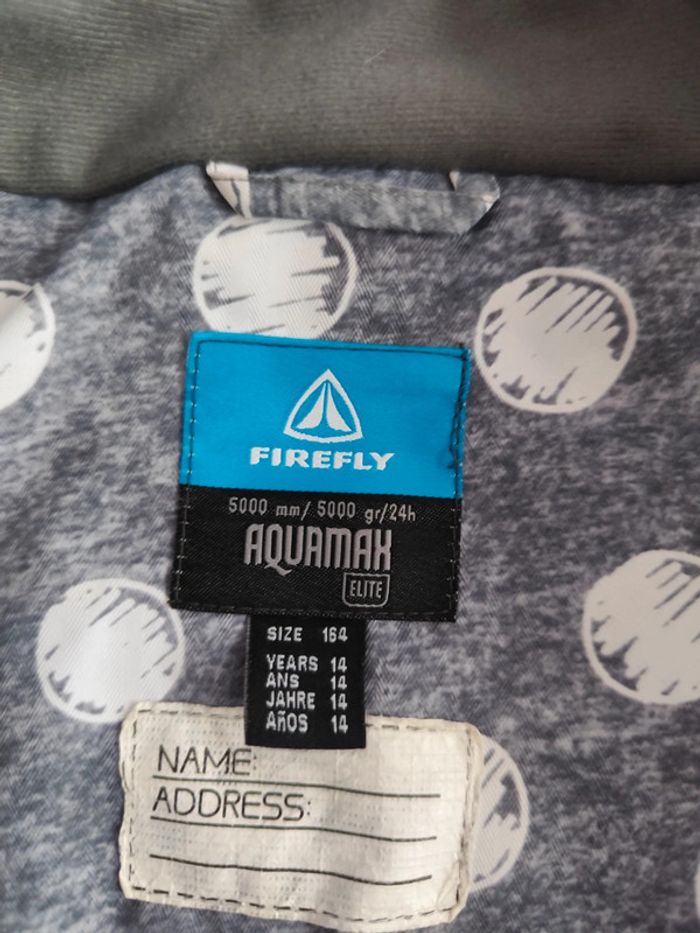 FIREFLY
5000 mm/ 5000 gr/24h
AQUAMAX
ELITE
SIZE 164
YEARS 14
ANS 14
JAHRE 14
AÑOS 14
NAME:
ADDRESS: